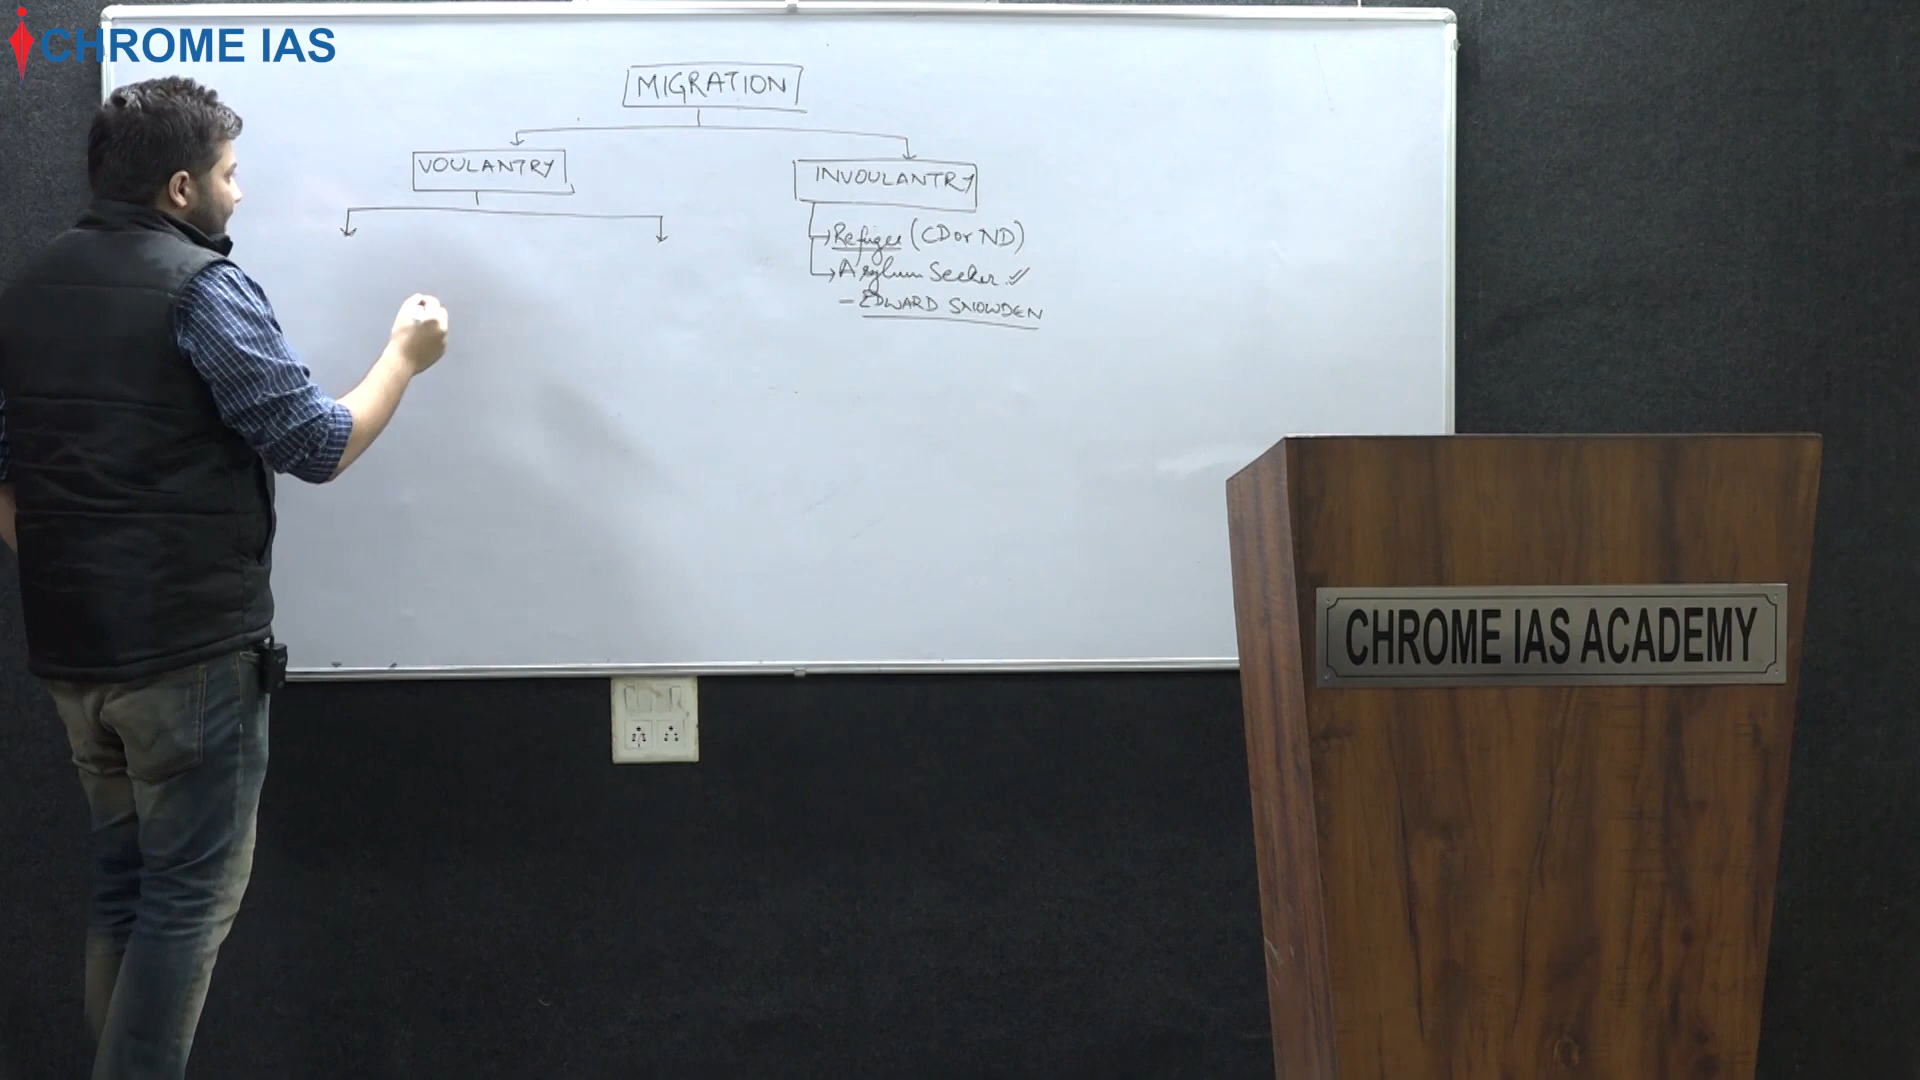 CHROME IAS
MIGRATION
VOULANTRY
INVOULANTRY
Refugee (CD or ND)
Asylum Seeker
- EDWARD SNOWDEN
CHROME IAS ACADEMY